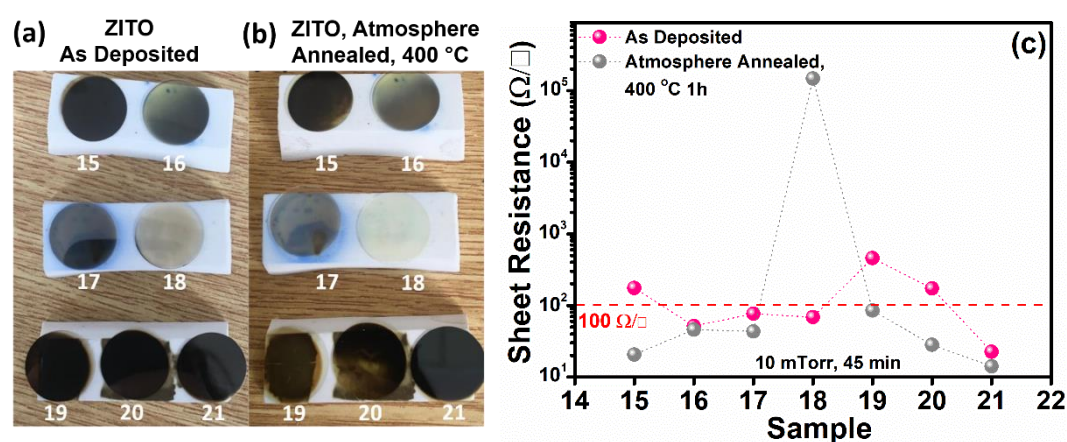 (a) ZITO
As Deposited
15 16
17 18
19 20 21
(b) ZITO, Atmosphere
Annealed, 400 °C
15 16
17 18
19 20 21
(c)
As Deposited
Atmosphere Annealed,
400 °C 1h
Sheet Resistance (Ω/□)
10⁵
10⁴
10³
10²
10¹
100 Ω/□
10 mTorr, 45 min
14 15 16 17 18 19 20 21 22
Sample